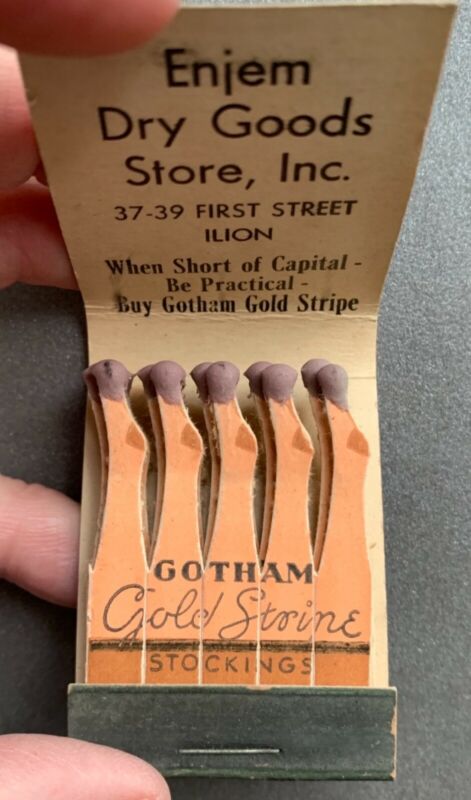 Enjem
Dry Goods
Store, Inc.
37-39 FIRST STREET
ILION
When Short of Capital -
Be Practical -
Buy Gotham Gold Stripe
GOTHAM
Gold Stripe
STOCKINGS